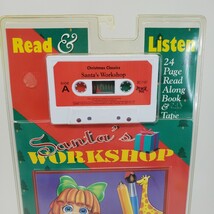 Read & Listen
Christmas Classics
Santa's Workshop
A
24
Page
Read
Along
Book
&
Tape
Santa's
WORKSHOP